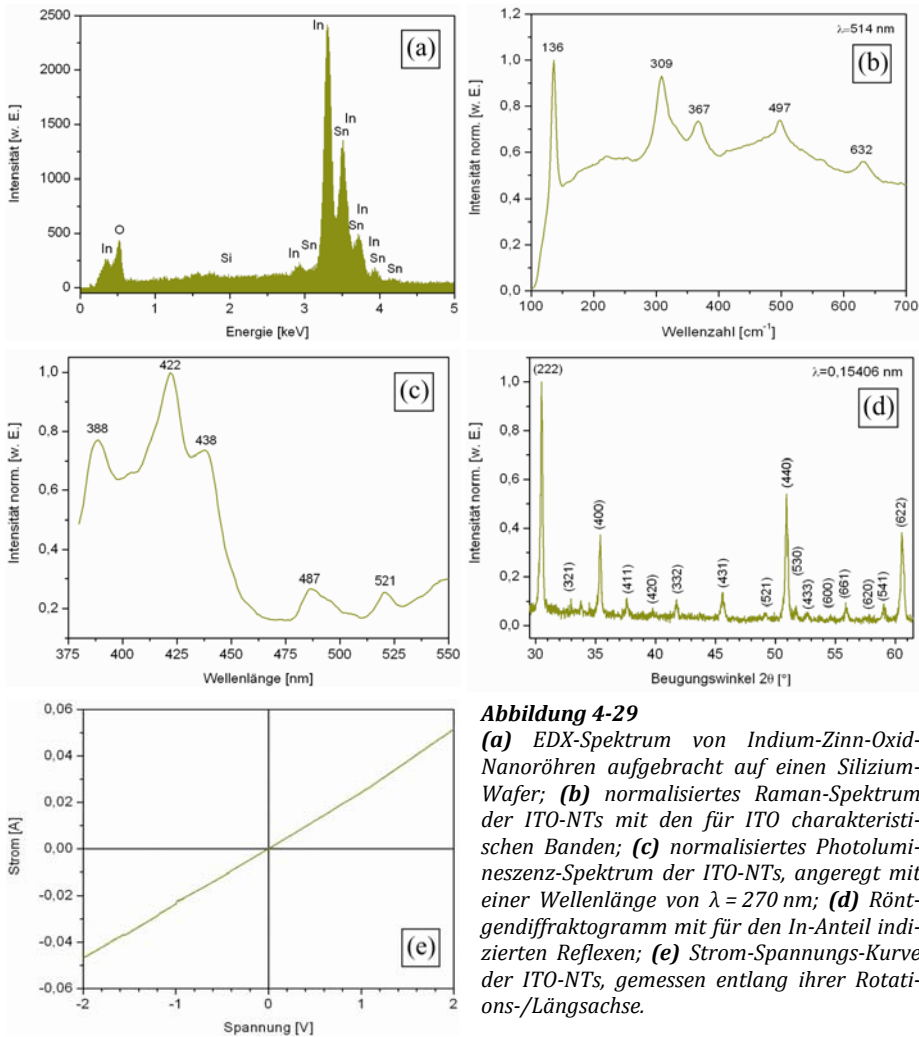 2500
2000
1500
1000
500
0
Intensität [w. E.]
In
(a)
In
Sn
In
Sn
In
Sn
Sn
In
Sn
Si
O
In
0 1 2 3 4 5
Energie [keV]
1,2
1,0
0,8
0,6
0,4
0,2
0,0
Intensität norm. [w. E.]
λ=514 nm
(b)
136
309
367
497
632
100 200 300 400 500 600 700
Wellenzahl [cm⁻¹]
1,0
0,8
0,6
0,4
0,2
Intensität norm. [w. E.]
422
(c)
388
438
487
521
375 400 425 450 475 500 525 550
Wellenlänge [nm]
1,0
0,8
0,6
0,4
0,2
0,0
Intensität norm. [w. E.]
λ=0,15406 nm
(d)
(222)
(321)
(400)
(411)
(420)
(332)
(431)
(521)
(440)
(530)
(433)
(600)
(661)
(620)
(541)
(622)
30 35 40 45 50 55 60
Beugungswinkel 2θ [°]
0,06
0,04
0,02
0,00
-0,02
-0,04
-0,06
Strom [A]
(e)
-2 -1 0 1 2
Spannung [V]
Abbildung 4-29
(a) EDX-Spektrum von Indium-Zinn-Oxid-
Nanoröhren aufgebracht auf einen Silizium-
Wafer; (b) normalisiertes Raman-Spektrum
der ITO-NTs mit den für ITO charakteristi-
schen Banden; (c) normalisiertes Photolumi-
neszenz-Spektrum der ITO-NTs, angeregt mit
einer Wellenlänge von λ = 270 nm; (d) Rönt-
gendiffraktogramm mit für den In-Anteil indi-
zierten Reflexen; (e) Strom-Spannungs-Kurve
der ITO-NTs, gemessen entlang ihrer Rotati-
ons-/Längsachse.